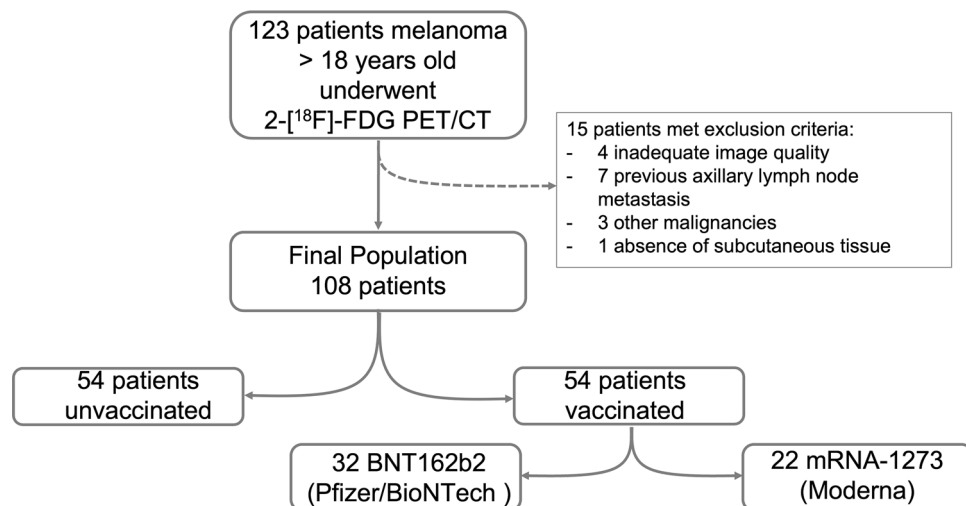 123 patients melanoma
> 18 years old
underwent
2-[¹⁸F]-FDG PET/CT
15 patients met exclusion criteria:
- 4 inadequate image quality
- 7 previous axillary lymph node
metastasis
- 3 other malignancies
- 1 absence of subcutaneous tissue
Final Population
108 patients
54 patients
unvaccinated
54 patients
vaccinated
32 BNT162b2
(Pfizer/BioNTech )
22 mRNA-1273
(Moderna)